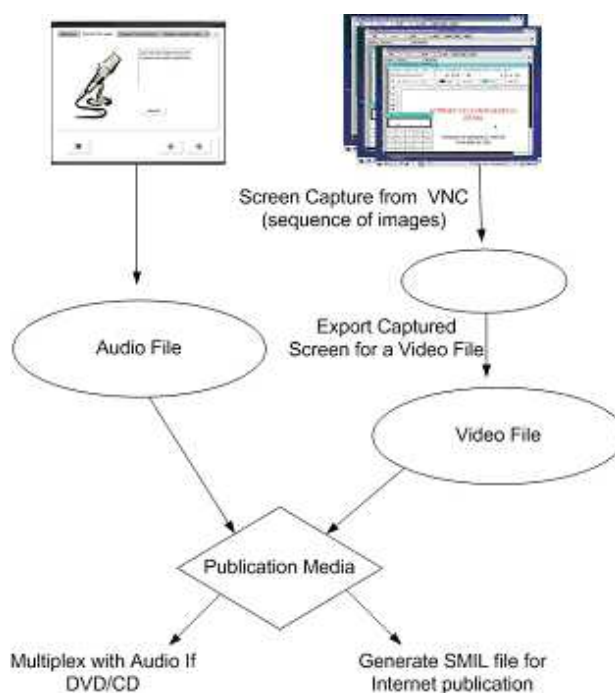 Screen Capture from VNC
(sequence of images)
Audio File
Export Captured
Screen for a Video File
Video File
Publication Media
Multiplex with Audio If
DVD/CD
Generate SMIL file for
Internet publication